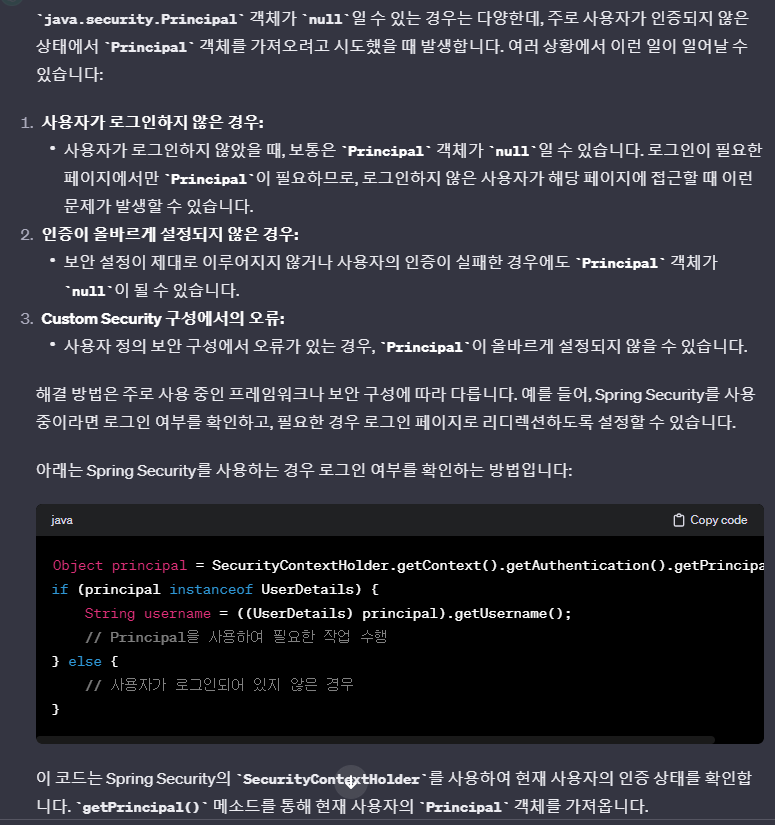 `java.security.Principal` 객체가 `null`일 수 있는 경우는 다양한데, 주로 사용자가 인증되지 않은
상태에서 `Principal` 객체를 가져오려고 시도했을 때 발생합니다. 여러 상황에서 이런 일이 일어날 수
있습니다:
1. 사용자가 로그인하지 않은 경우:
• 사용자가 로그인하지 않았을 때, 보통은 `Principal` 객체가 `null`일 수 있습니다. 로그인이 필요한
페이지에서만 `Principal`이 필요하므로, 로그인하지 않은 사용자가 해당 페이지에 접근할 때 이런
문제가 발생할 수 있습니다.
2. 인증이 올바르게 설정되지 않은 경우:
• 보안 설정이 제대로 이루어지지 않거나 사용자의 인증이 실패한 경우에도 `Principal` 객체가
`null`이 될 수 있습니다.
3. Custom Security 구성에서의 오류:
• 사용자 정의 보안 구성에서 오류가 있는 경우, `Principal`이 올바르게 설정되지 않을 수 있습니다.
해결 방법은 주로 사용 중인 프레임워크나 보안 구성에 따라 다릅니다. 예를 들어, Spring Security를 사용
중이라면 로그인 여부를 확인하고, 필요한 경우 로그인 페이지로 리디렉션하도록 설정할 수 있습니다.
아래는 Spring Security를 사용하는 경우 로그인 여부를 확인하는 방법입니다:
java Copy code
Object principal = SecurityContextHolder.getContext().getAuthentication().getPrincipa
if (principal instanceof UserDetails) {
String username = ((UserDetails) principal).getUsername();
// Principal을 사용하여 필요한 작업 수행
} else {
// 사용자가 로그인되어 있지 않은 경우
}
이 코드는 Spring Security의 `SecurityContextHolder`를 사용하여 현재 사용자의 인증 상태를 확인합
니다. `getPrincipal()` 메소드를 통해 현재 사용자의 `Principal` 객체를 가져옵니다.